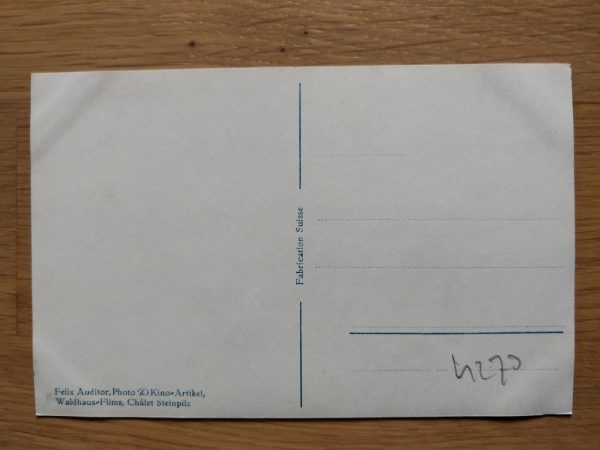 Fabrication Suisse
Felix Auditor, Photo & Kino=Artikel,
Waldhaus=Flims, Châlet Steinpilz
4270